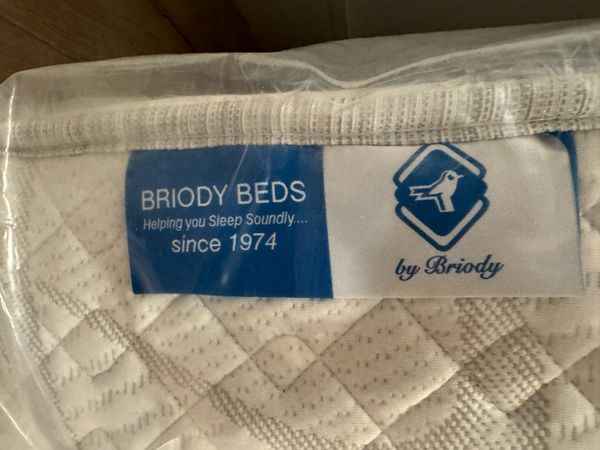 BRIODY BEDS
Helping you Sleep Soundly....
since 1974
by Briody